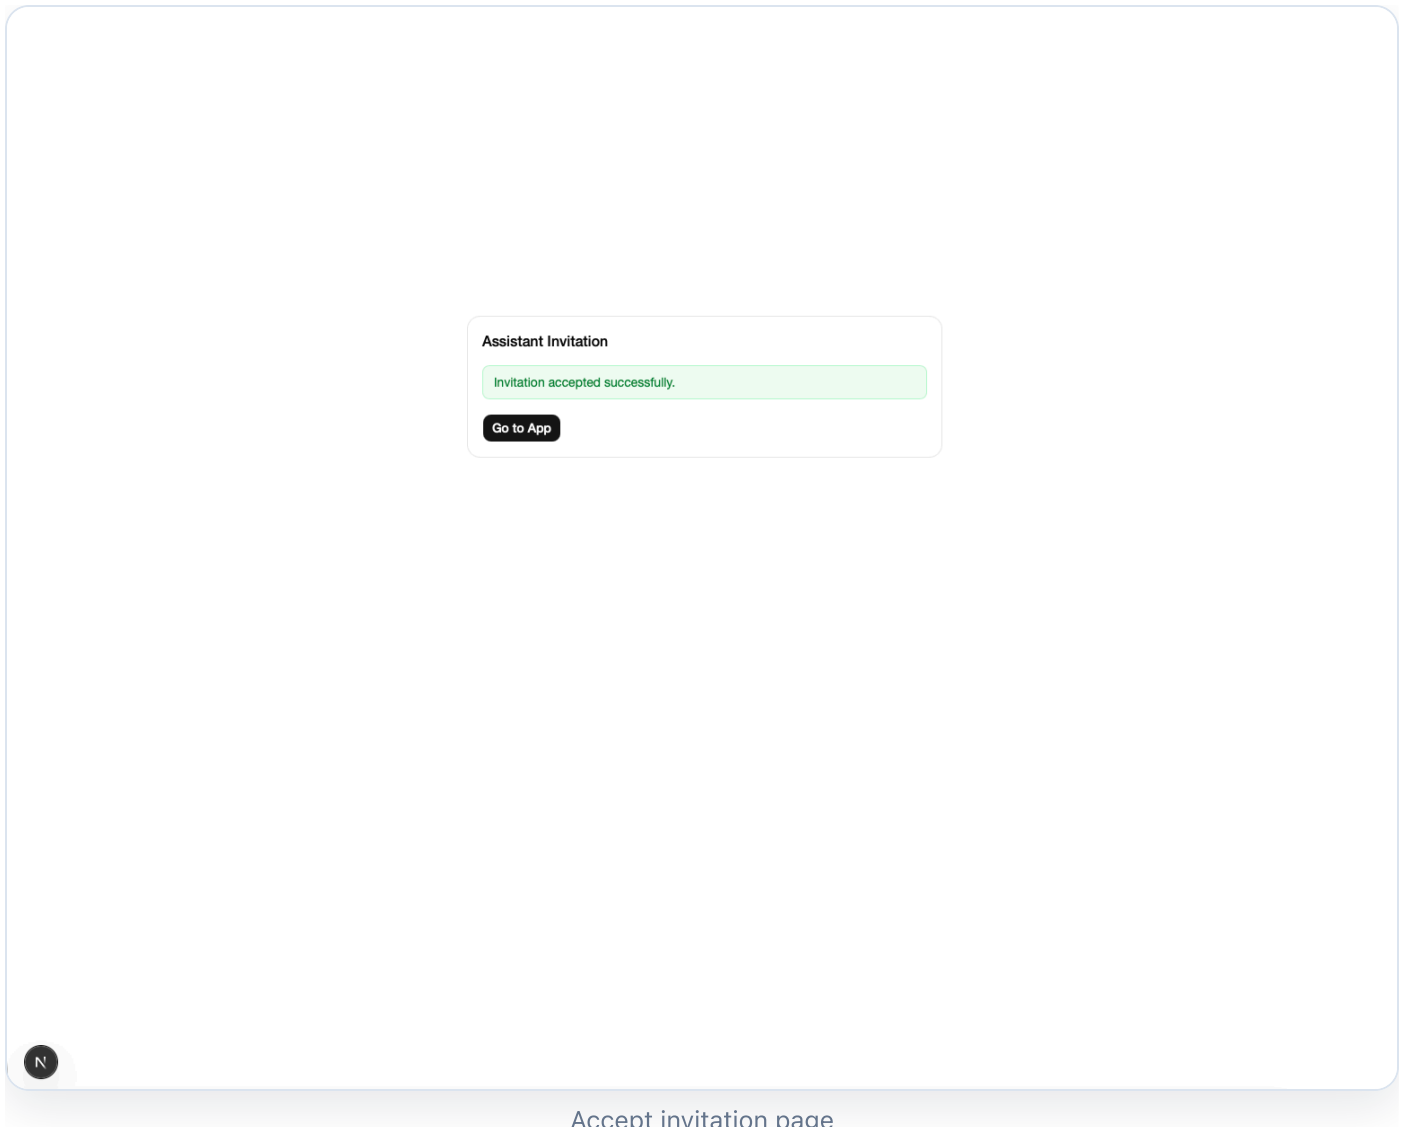 Assistant Invitation
Invitation accepted successfully.
Go to App
N
Accept invitation page